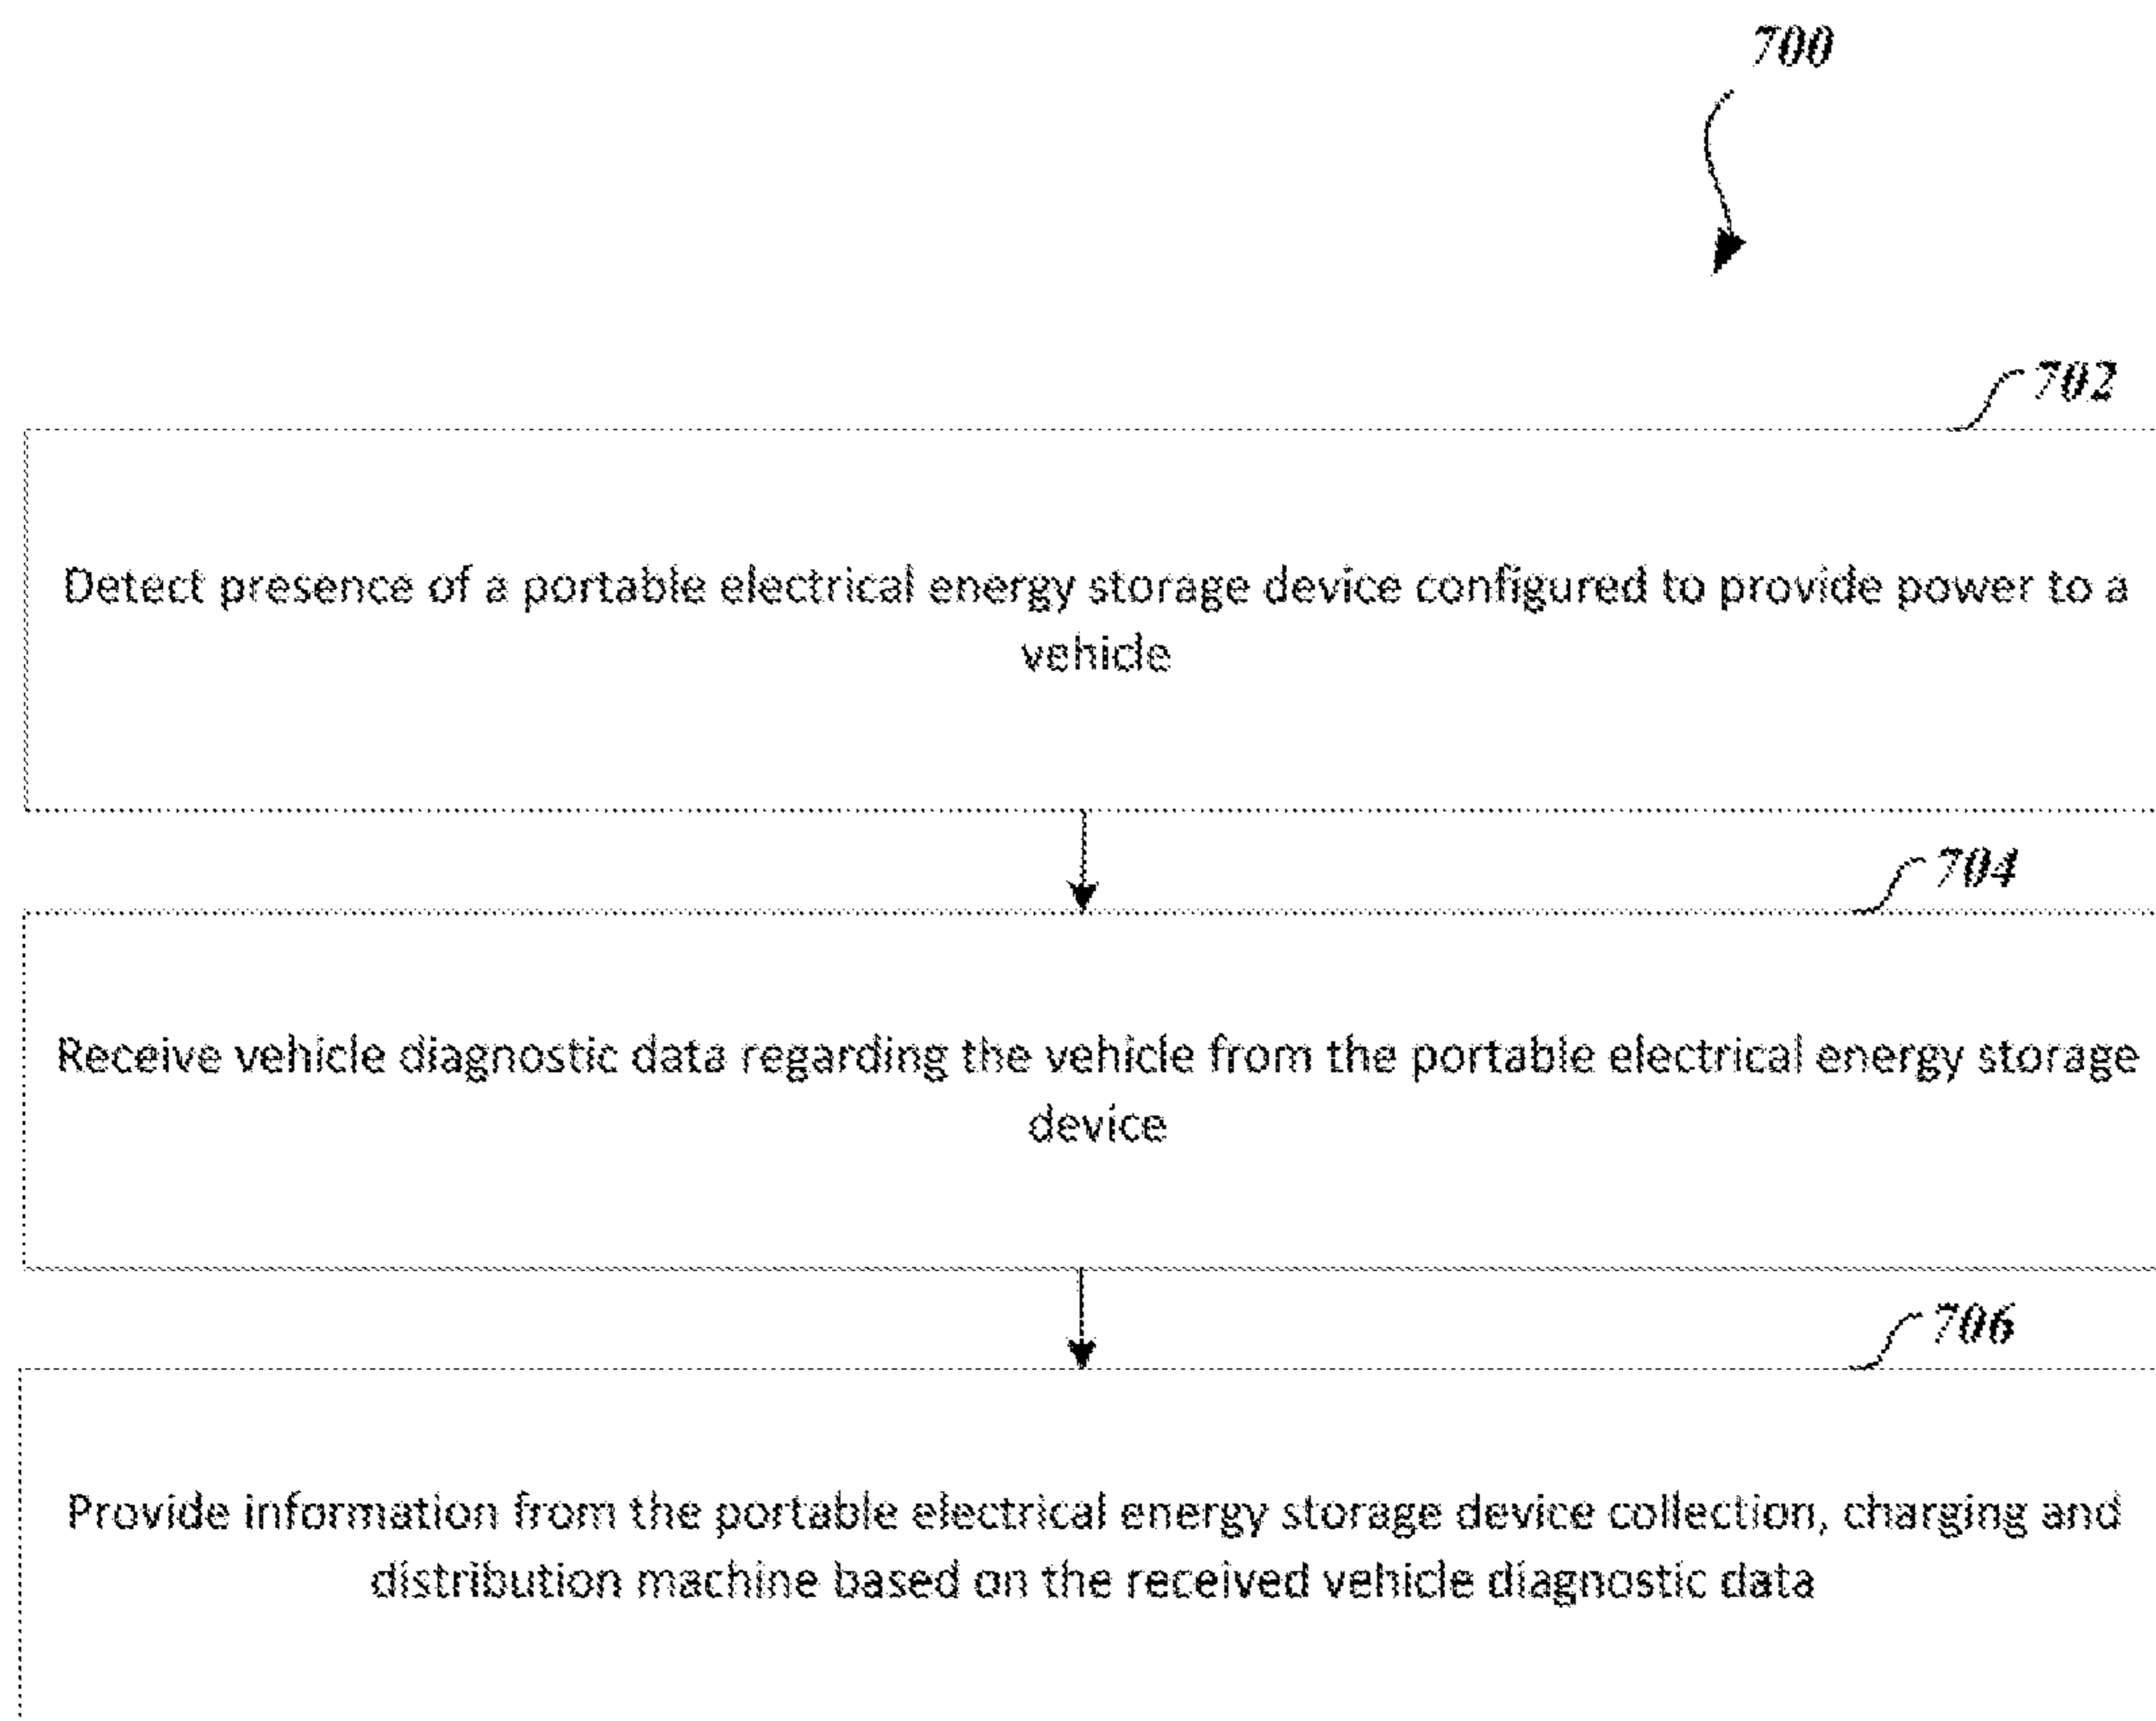 700
702
Detect presence of a portable electrical energy storage device configured to provide power to a
vehicle
704
Receive vehicle diagnostic data regarding the vehicle from the portable electrical energy storage
device
706
Provide information from the portable electrical energy storage device collection, charging and
distribution machine based on the received vehicle diagnostic data